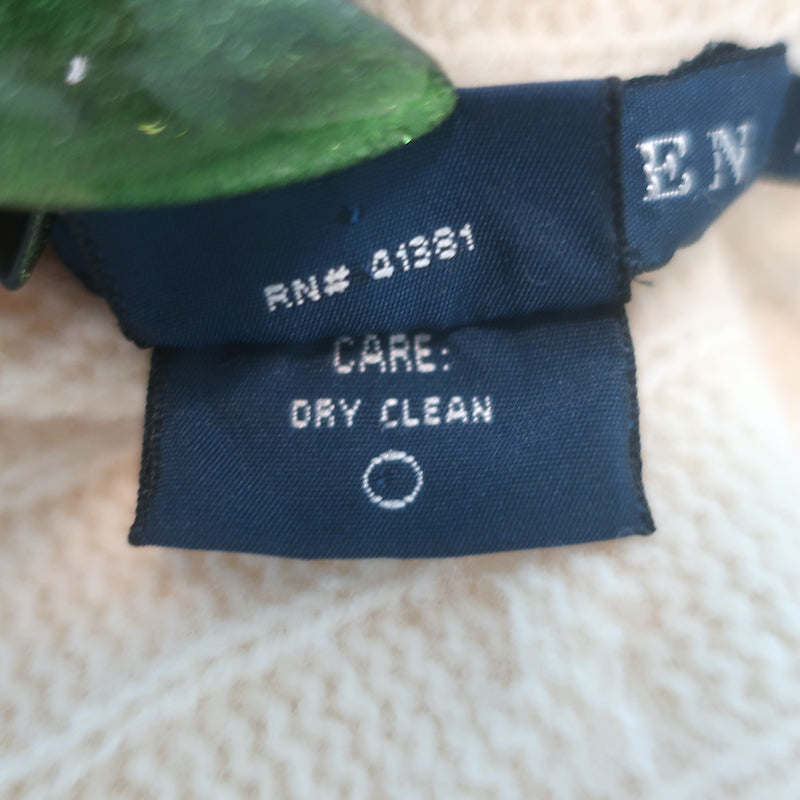 EN
RN# 41381
CARE:
DRY CLEAN